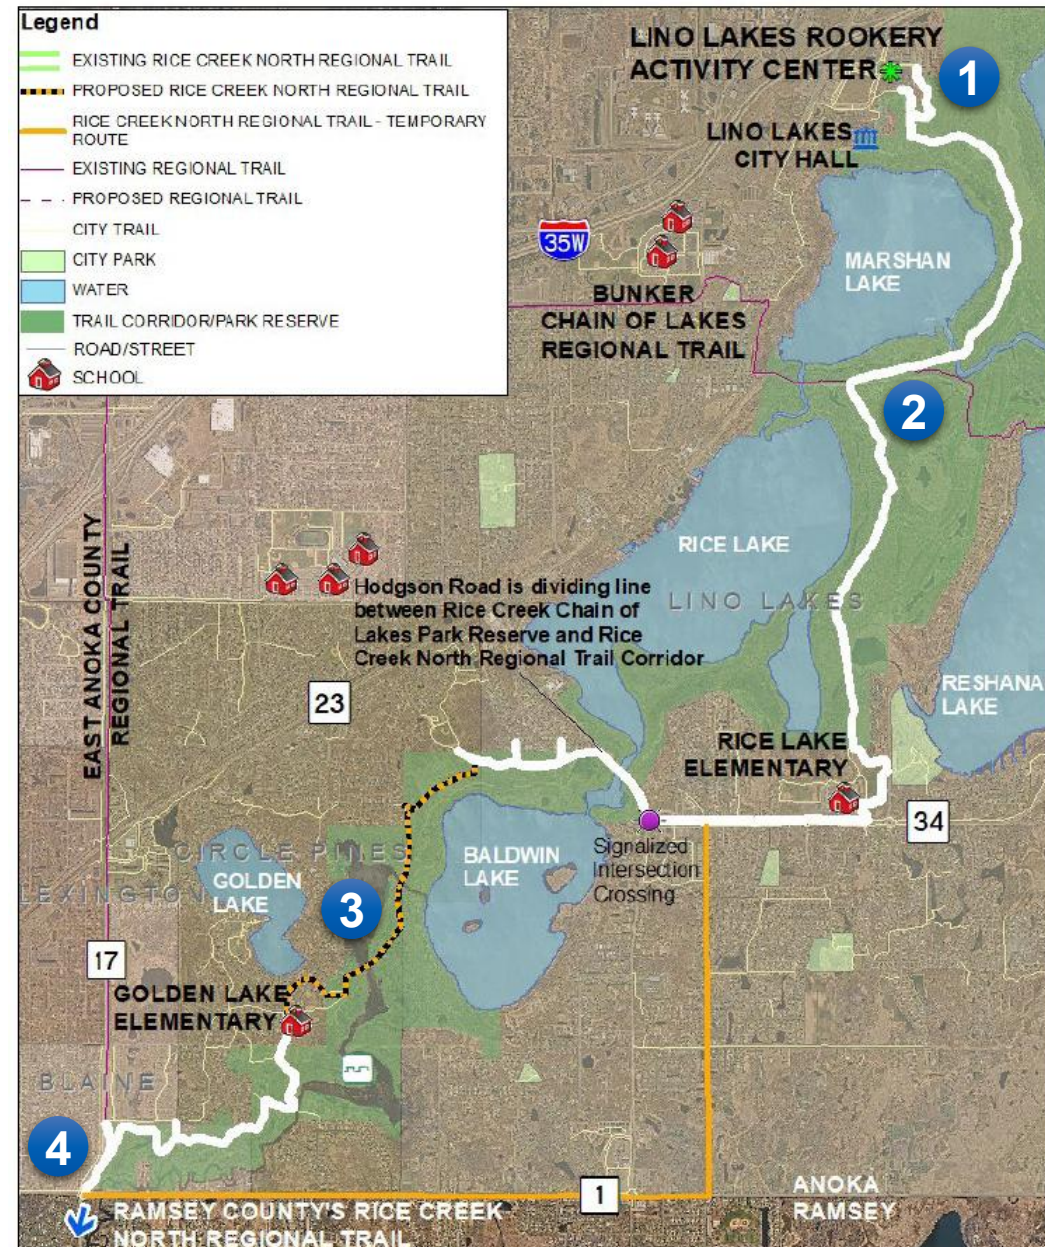 Legend
EXISTING RICE CREEK NORTH REGIONAL TRAIL
PROPOSED RICE CREEK NORTH REGIONAL TRAIL
RICE CREEK NORTH REGIONAL TRAIL - TEMPORARY
ROUTE
EXISTING REGIONAL TRAIL
PROPOSED REGIONAL TRAIL
CITY TRAIL
CITY PARK
WATER
TRAIL CORRIDOR/PARK RESERVE
ROAD/STREET
SCHOOL
LINO LAKES ROOKERY
ACTIVITY CENTER
1
LINO LAKES
CITY HALL
35W
MARSHAN
LAKE
BUNKER
CHAIN OF LAKES
REGIONAL TRAIL
2
EAST ANOKA COUNTY
REGIONAL TRAIL
RICE LAKE
LINO LAKES
Hodgson Road is dividing line
between Rice Creek Chain of
Lakes Park Reserve and Rice
Creek North Regional Trail Corridor
23
RESHANA
LAKE
RICE LAKE
ELEMENTARY
34
Signalized
Intersection
Crossing
CIRCLE PINES
BALDWIN
LAKE
LEXINGTON
GOLDEN
LAKE
3
17
GOLDEN LAKE
ELEMENTARY
BLAINE
4
1
ANOKA
RAMSEY
RAMSEY COUNTY'S RICE CREEK
NORTH REGIONAL TRAIL